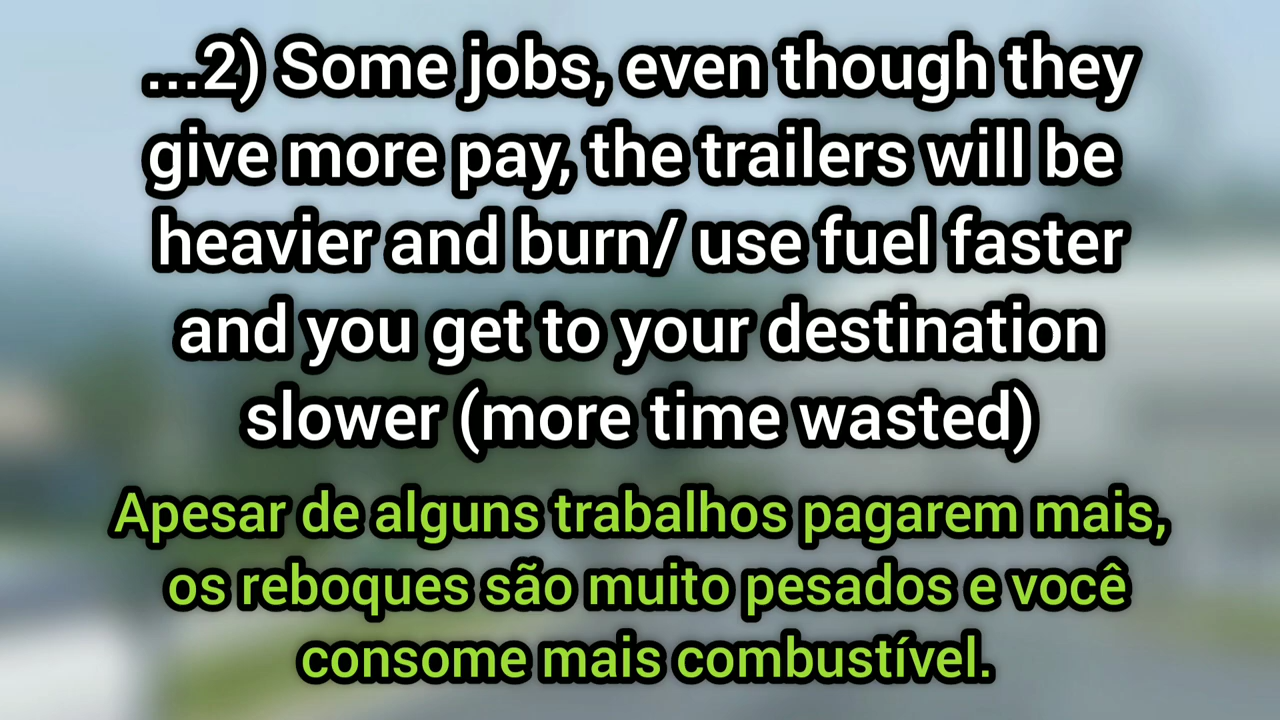 ...2) Some jobs, even though they
give more pay, the trailers will be
heavier and burn/ use fuel faster
and you get to your destination
slower (more time wasted)
Apesar de alguns trabalhos pagarem mais,
os reboques são muito pesados e você
consome mais combustível.